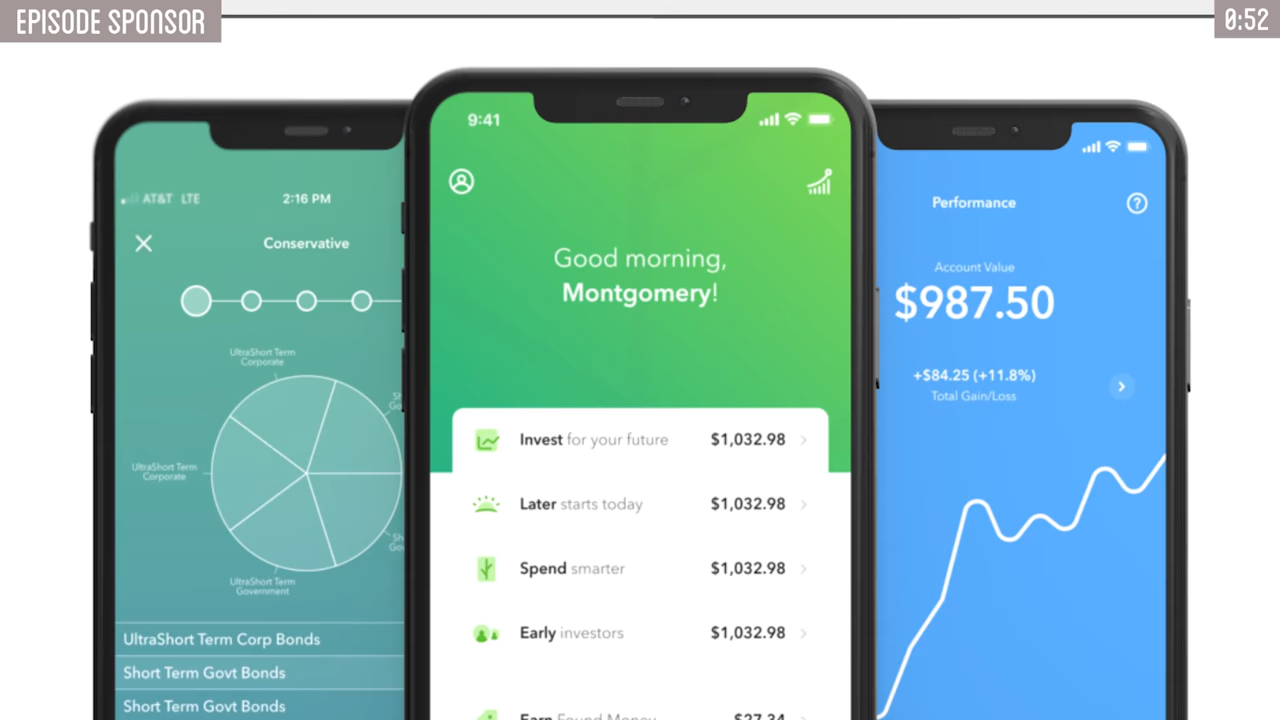 EPISODE SPONSOR
0:52
AT&T LTE
2:16 PM
Conservative
UltraShort Term
Corporate
UltraShort Term
Corporate
UltraShort Term
Government
UltraShort Term Corp Bonds
Short Term Govt Bonds
Short Term Govt Bonds
9:41
Good morning,
Montgomery!
Invest for your future $1,032.98
Later starts today $1,032.98
Spend smarter $1,032.98
Early investors $1,032.98
Earn Found Money $27.34
Performance
?
Account Value
$987.50
+$84.25 (+11.8%)
Total Gain/Loss